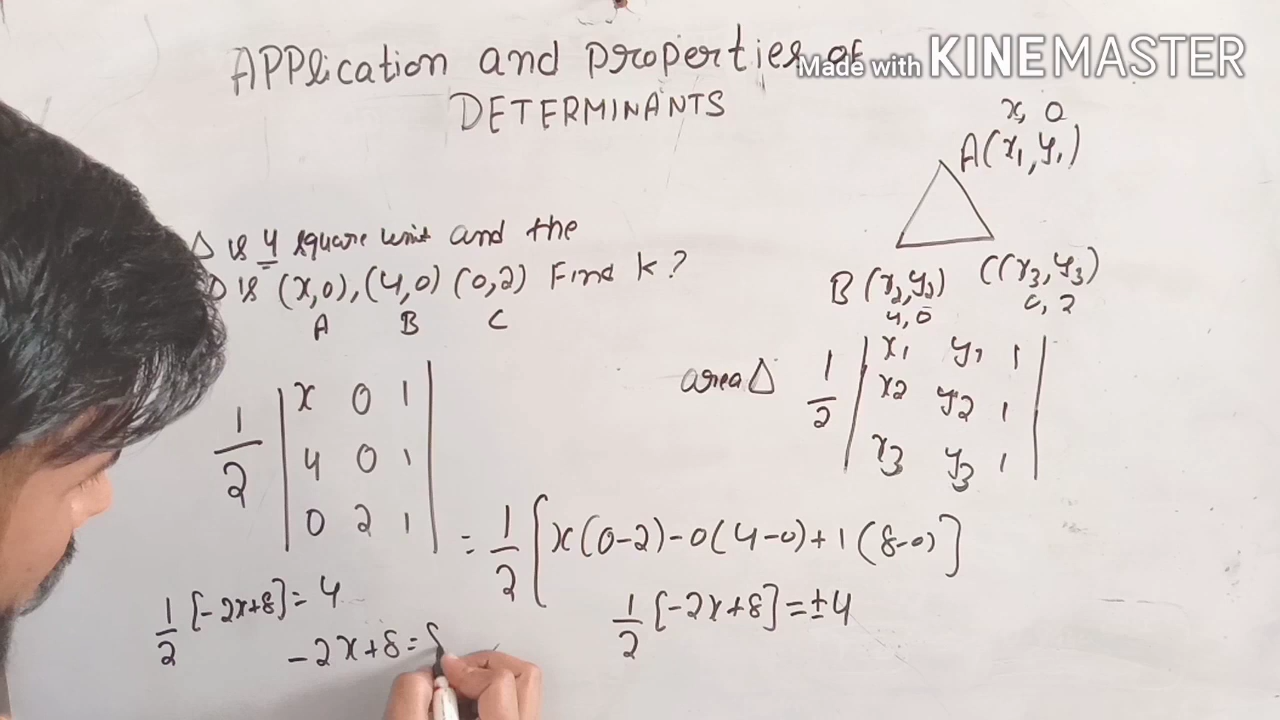 APPlication and properties of
DETERMINANTS
Made with KINEMASTER
x, 0
A(x₁, y₁)
Δ is 4 square unit and the
is (x,0), (4,0) (0,2) Find k?
A B C
B (x₂, y₂) C(x₃, y₃)
4, 0 0, 2
area Δ 1/2 | x₁ y₁ 1 |
| x₂ y₂ 1 |
| x₃ y₃ 1 |
1/2 | x 0 1 |
| 4 0 1 |
| 0 2 1 |
= 1/2 [x(0-2)-0(4-0)+1(8-0)]
1/2 [-2x+8] = 4
-2x+8=
1/2 [-2x+8] = ±4